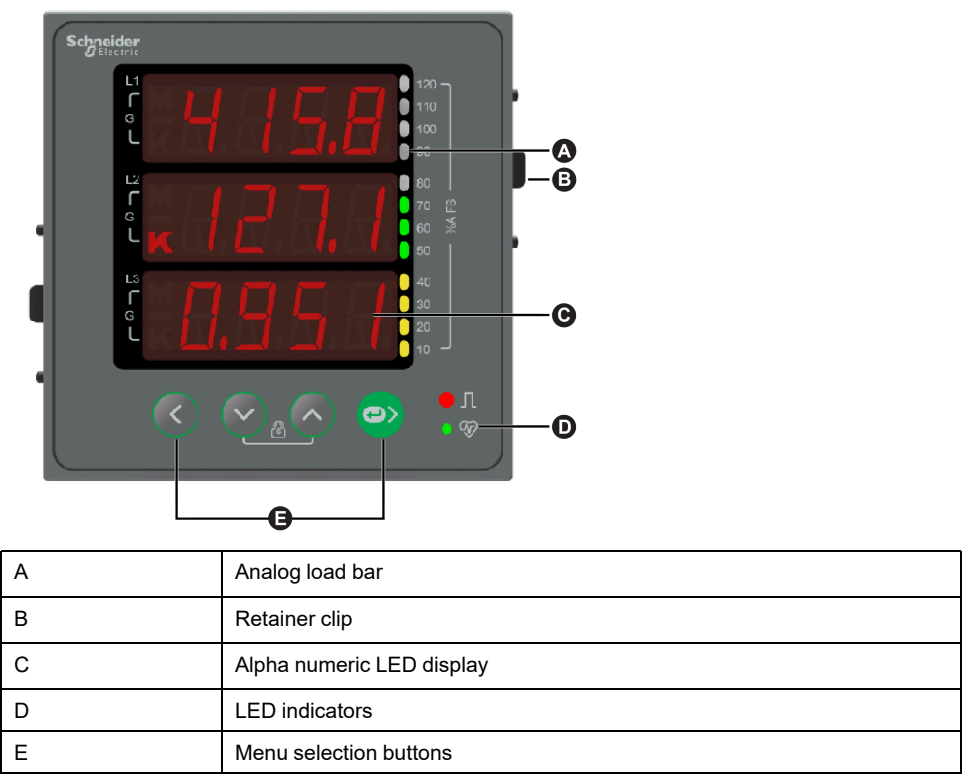 Schneider
Electric
L1
G
415.8
120
110
100
90
A
B
L2
G
K 127.1
80
70
60
50
%A FS
L3
G
0.951
40
30
20
10
C
D
E
A Analog load bar
B Retainer clip
C Alpha numeric LED display
D LED indicators
E Menu selection buttons